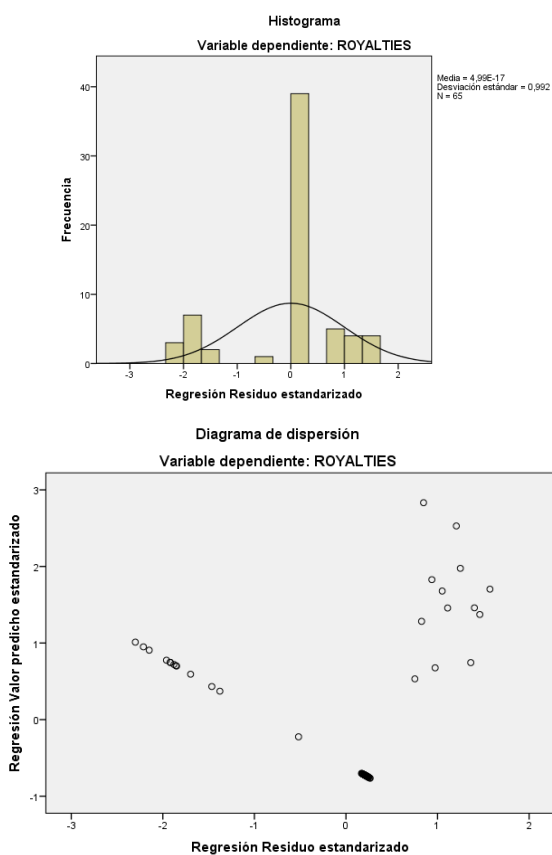 Histograma
Variable dependiente: ROYALTIES
Media = 4,99E-17
Desviación estándar = 0,992
N = 65
Frecuencia
40
30
20
10
0
-3 -2 -1 0 1 2
Regresión Residuo estandarizado
Diagrama de dispersión
Variable dependiente: ROYALTIES
Regresión Valor predicho estandarizado
3
2
1
0
-1
-3 -2 -1 0 1 2
Regresión Residuo estandarizado